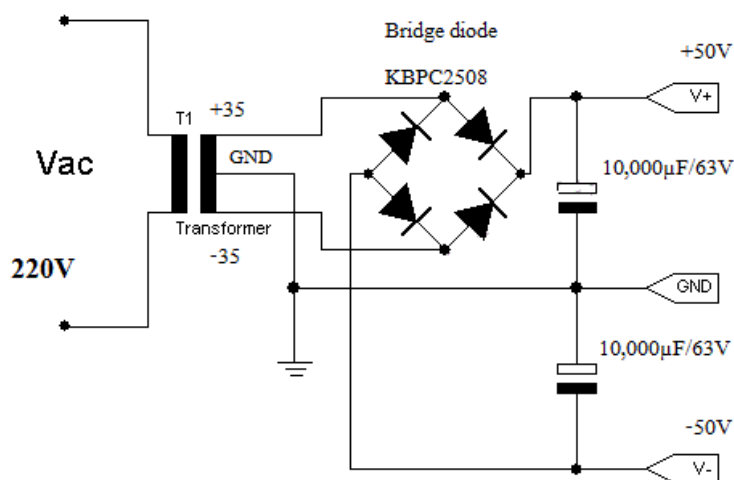 Bridge diode
+50V
KBPC2508
V+
T1
+35
GND
Vac
10,000µF/63V
Transformer
-35
220V
GND
10,000µF/63V
-50V
V-